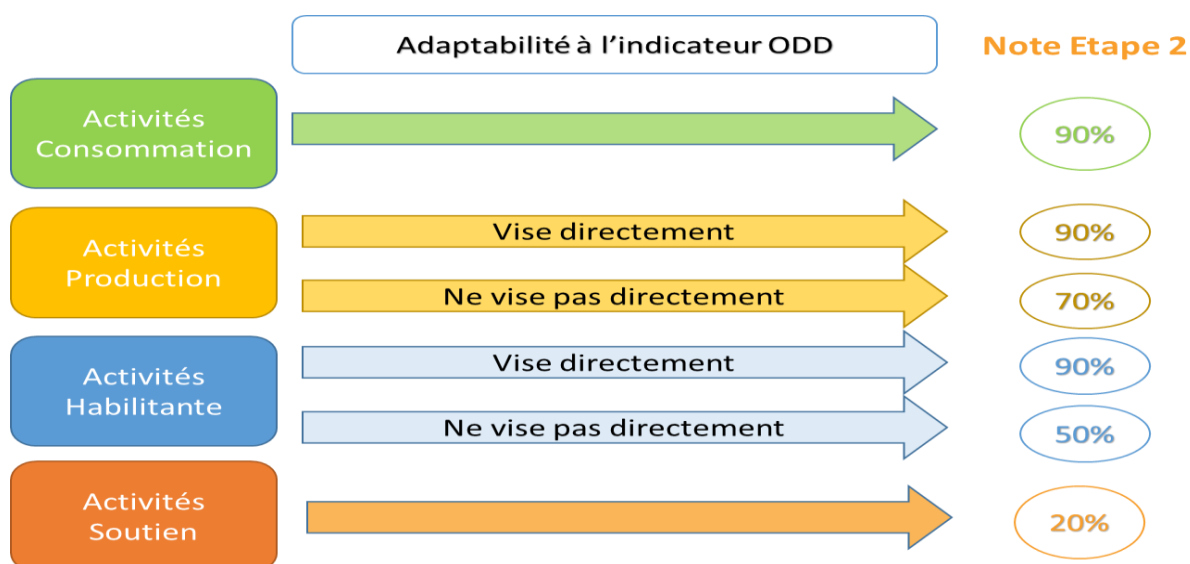 Adaptabilité à l'indicateur ODD
Note Etape 2
Activités
Consommation
90%
Activités
Production
Vise directement
90%
Ne vise pas directement
70%
Activités
Habilitante
Vise directement
90%
Ne vise pas directement
50%
Activités
Soutien
20%